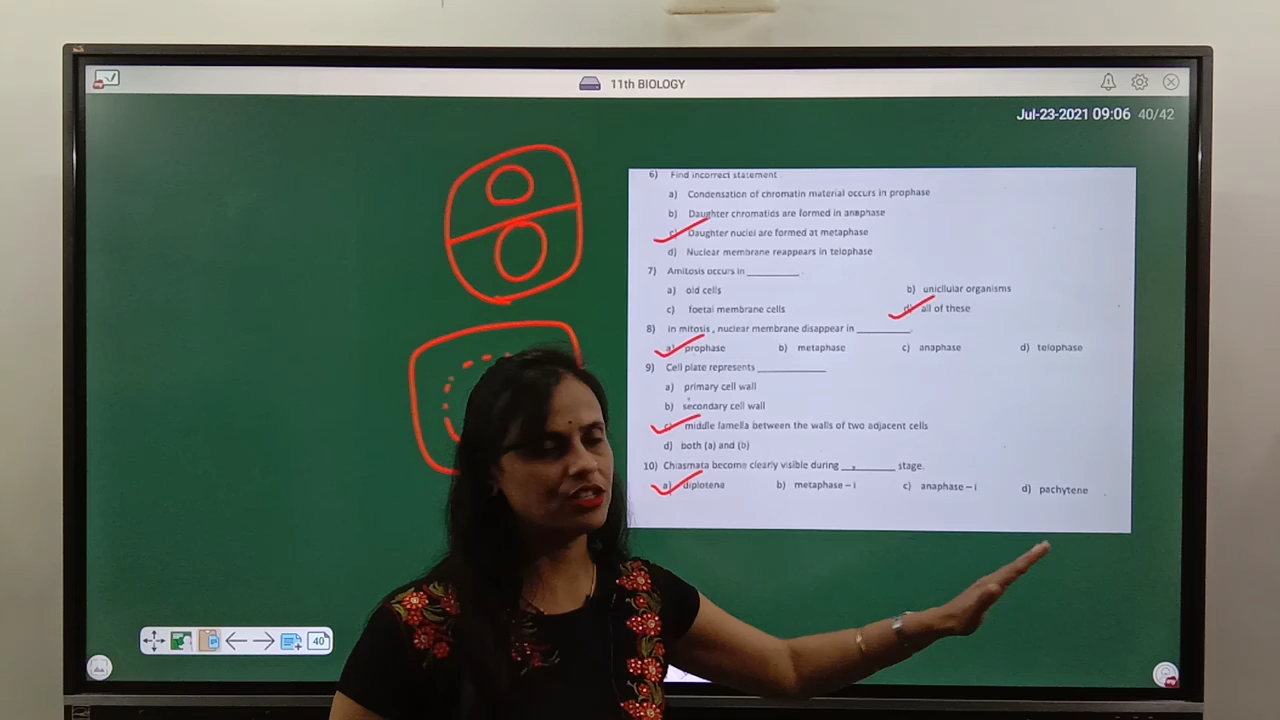 11th BIOLOGY
Jul-23-2021 09:06 40/42
6) Find incorrect statement
a) Condensation of chromatin material occurs in prophase
b) Daughter chromatids are formed in anaphase
c) Daughter nuclei are formed at metaphase
d) Nuclear membrane reappears in telophase
7) Amitosis occurs in ________ .
a) old cells b) unicllular organisms
c) foetal membrane cells d) all of these
8) in mitosis , nuclear membrane disappear in ________.
a) prophase b) metaphase c) anaphase d) telophase
9) Cell plate represents __________
a) primary cell wall
b) secondary cell wall
c) middle lamella between the walls of two adjacent cells
d) both (a) and (b)
10) Chiasmata become clearly visible during ________ stage.
a) diplotene b) metaphase – i c) anaphase – i d) pachytene
40